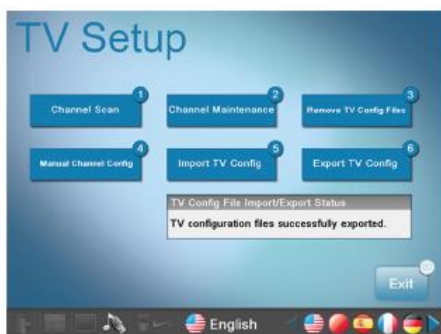 TV Setup
1
Channel Scan
2
Channel Maintenance
3
Remove TV Config Files
4
Manual Channel Config
5
Import TV Config
6
Export TV Config
TV Config File Import/Export Status
TV configuration files successfully exported.
Exit
English